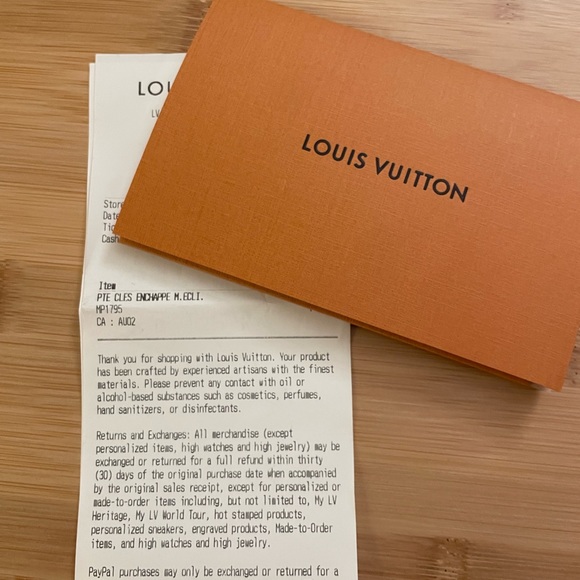 LOUIS VUITTON
LOU
LV
Store
Date
Cash
Item
PTE CLES ENCHAPPE M.ECLI.
MP1795
CA : AU02
Thank you for shopping with Louis Vuitton. Your product
has been crafted by experienced artisans with the finest
materials. Please prevent any contact with oil or
alcohol-based substances such as cosmetics, perfumes,
hand sanitizers, or disinfectants.
Returns and Exchanges: All merchandise (except
personalized items, high watches and high jewelry) may be
exchanged or returned for a full refund within thirty
(30) days of the original purchase date when accompanied
by the original sales receipt, except for personalized or
made-to-order items including, but not limited to, My LV
Heritage, My LV World Tour, hot stamped products,
personalized sneakers, engraved products, Made-to-Order
items, and high watches and high jewelry.
PayPal purchases may only be exchanged or returned for a